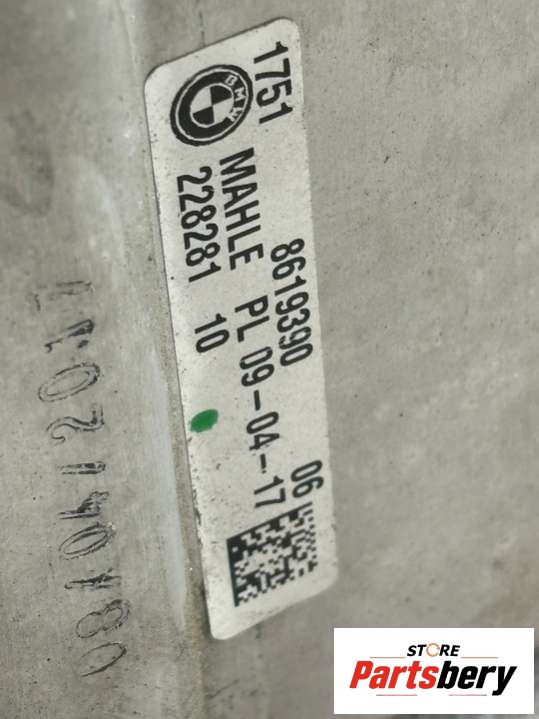 BMW
1751 8619390 06
MAHLE PL 09-04-17
228281 10
STORE
Partsbery